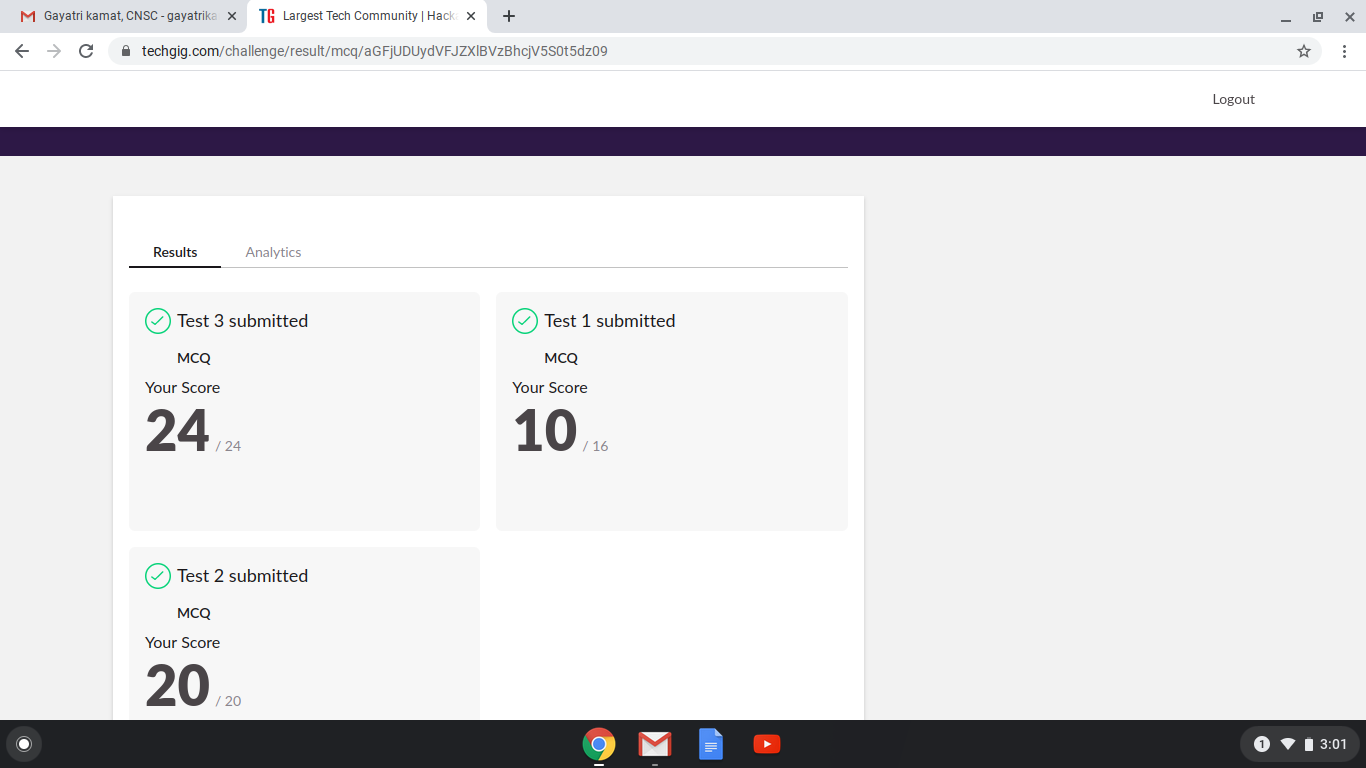 Gayatri kamat, CNSC - gayatrika
TG Largest Tech Community | Hack
techgig.com/challenge/result/mcq/aGFjUDUydVFJZXlBVzBhcjV5S0t5dz09
Logout
Results Analytics
Test 3 submitted
MCQ
Your Score
24 / 24
Test 1 submitted
MCQ
Your Score
10 / 16
Test 2 submitted
MCQ
Your Score
20 / 20
1 3:01